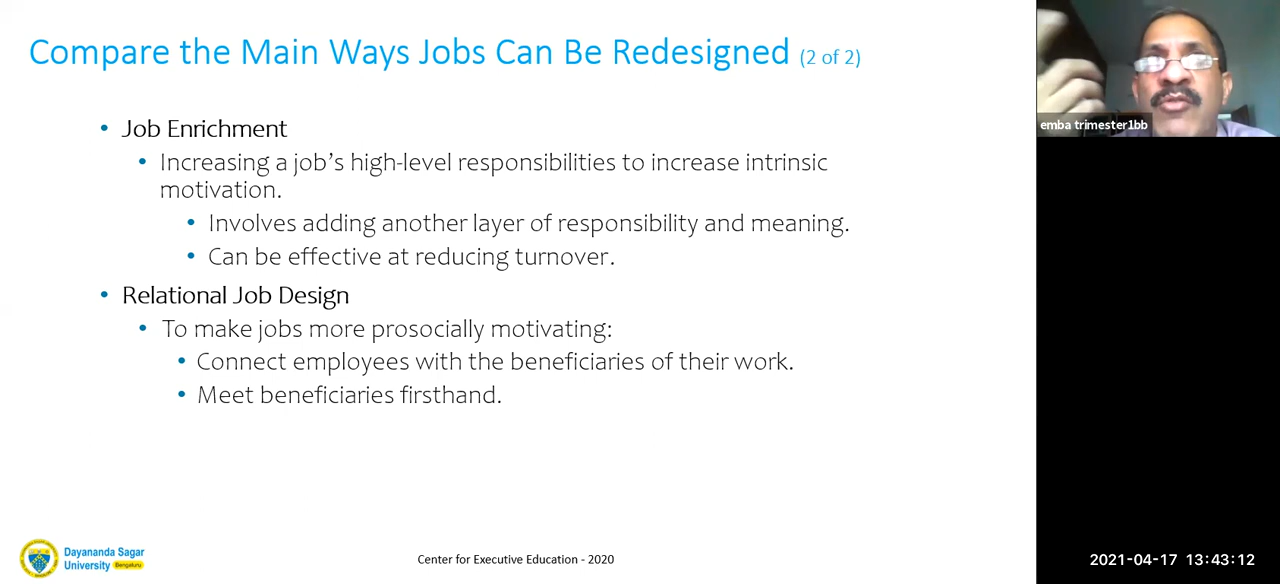 Compare the Main Ways Jobs Can Be Redesigned (2 of 2)
• Job Enrichment
• Increasing a job's high-level responsibilities to increase intrinsic
motivation.
• Involves adding another layer of responsibility and meaning.
• Can be effective at reducing turnover.
• Relational Job Design
• To make jobs more prosocially motivating:
• Connect employees with the beneficiaries of their work.
• Meet beneficiaries firsthand.
emba trimester1bb
Dayananda Sagar
University Bengaluru
Center for Executive Education - 2020
2021-04-17 13:43:12